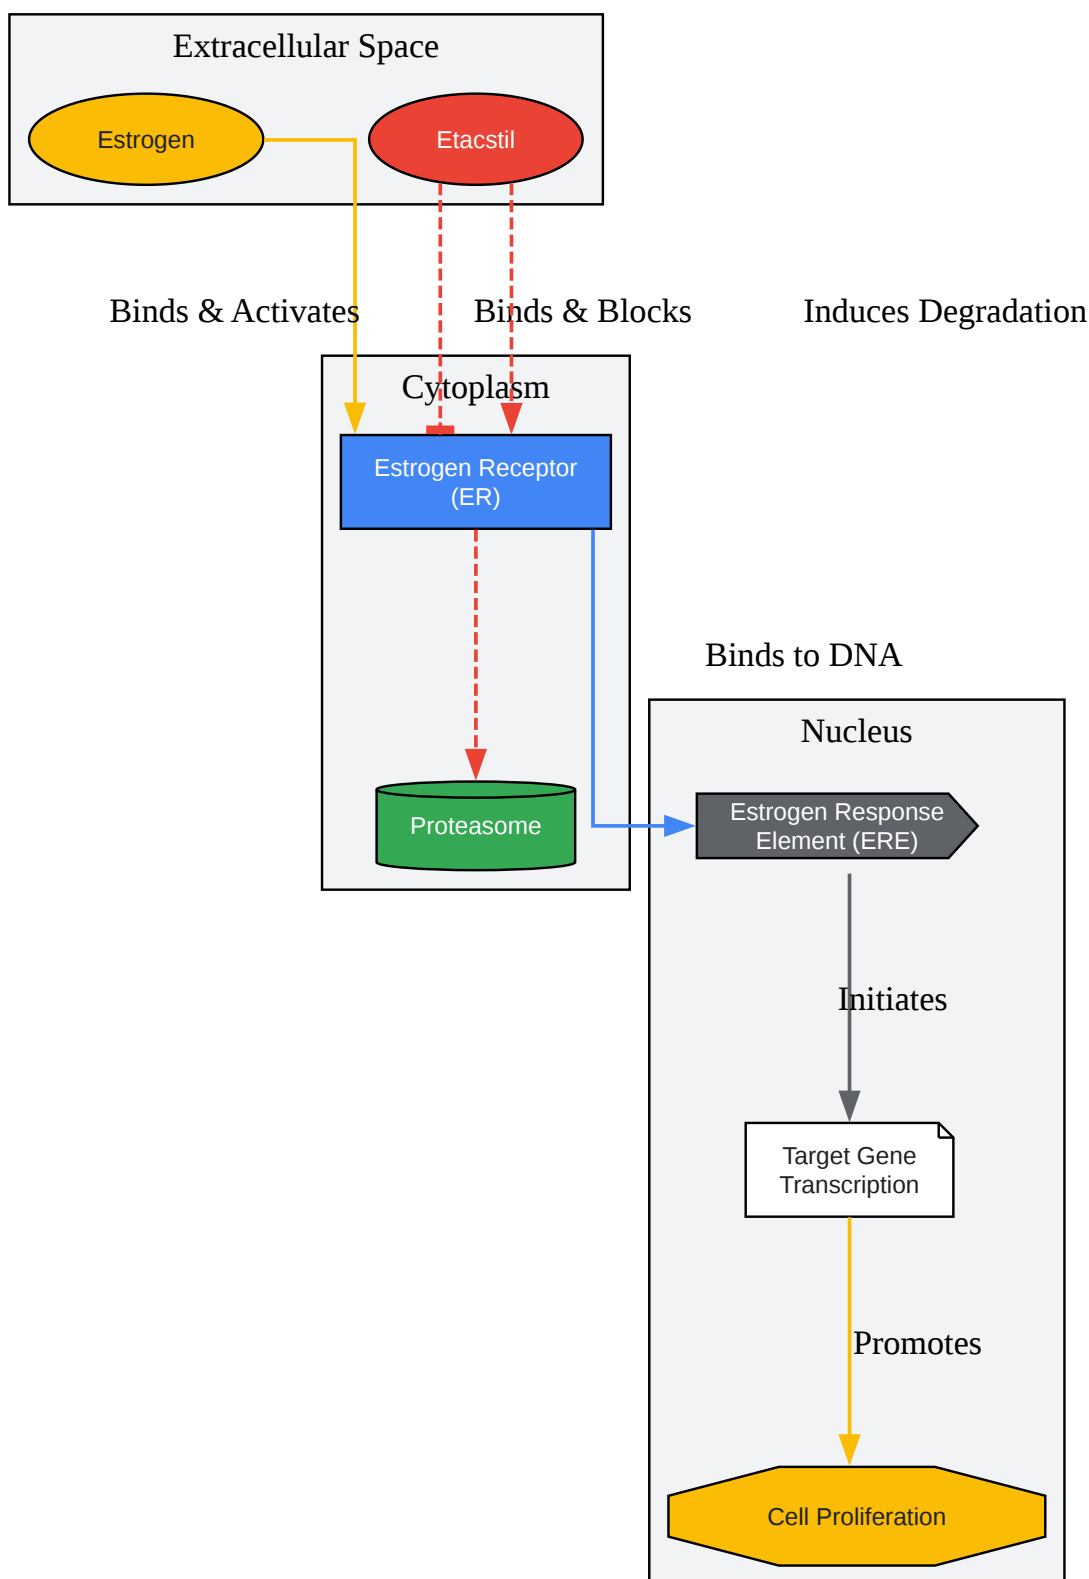 Extracellular Space
Estrogen
Etacstil
Binds & Activates
Binds & Blocks
Induces Degradation
Cytoplasm
Estrogen Receptor
(ER)
Binds to DNA
Nucleus
Proteasome
Estrogen Response
Element (ERE)
Initiates
Target Gene
Transcription
Promotes
Cell Proliferation